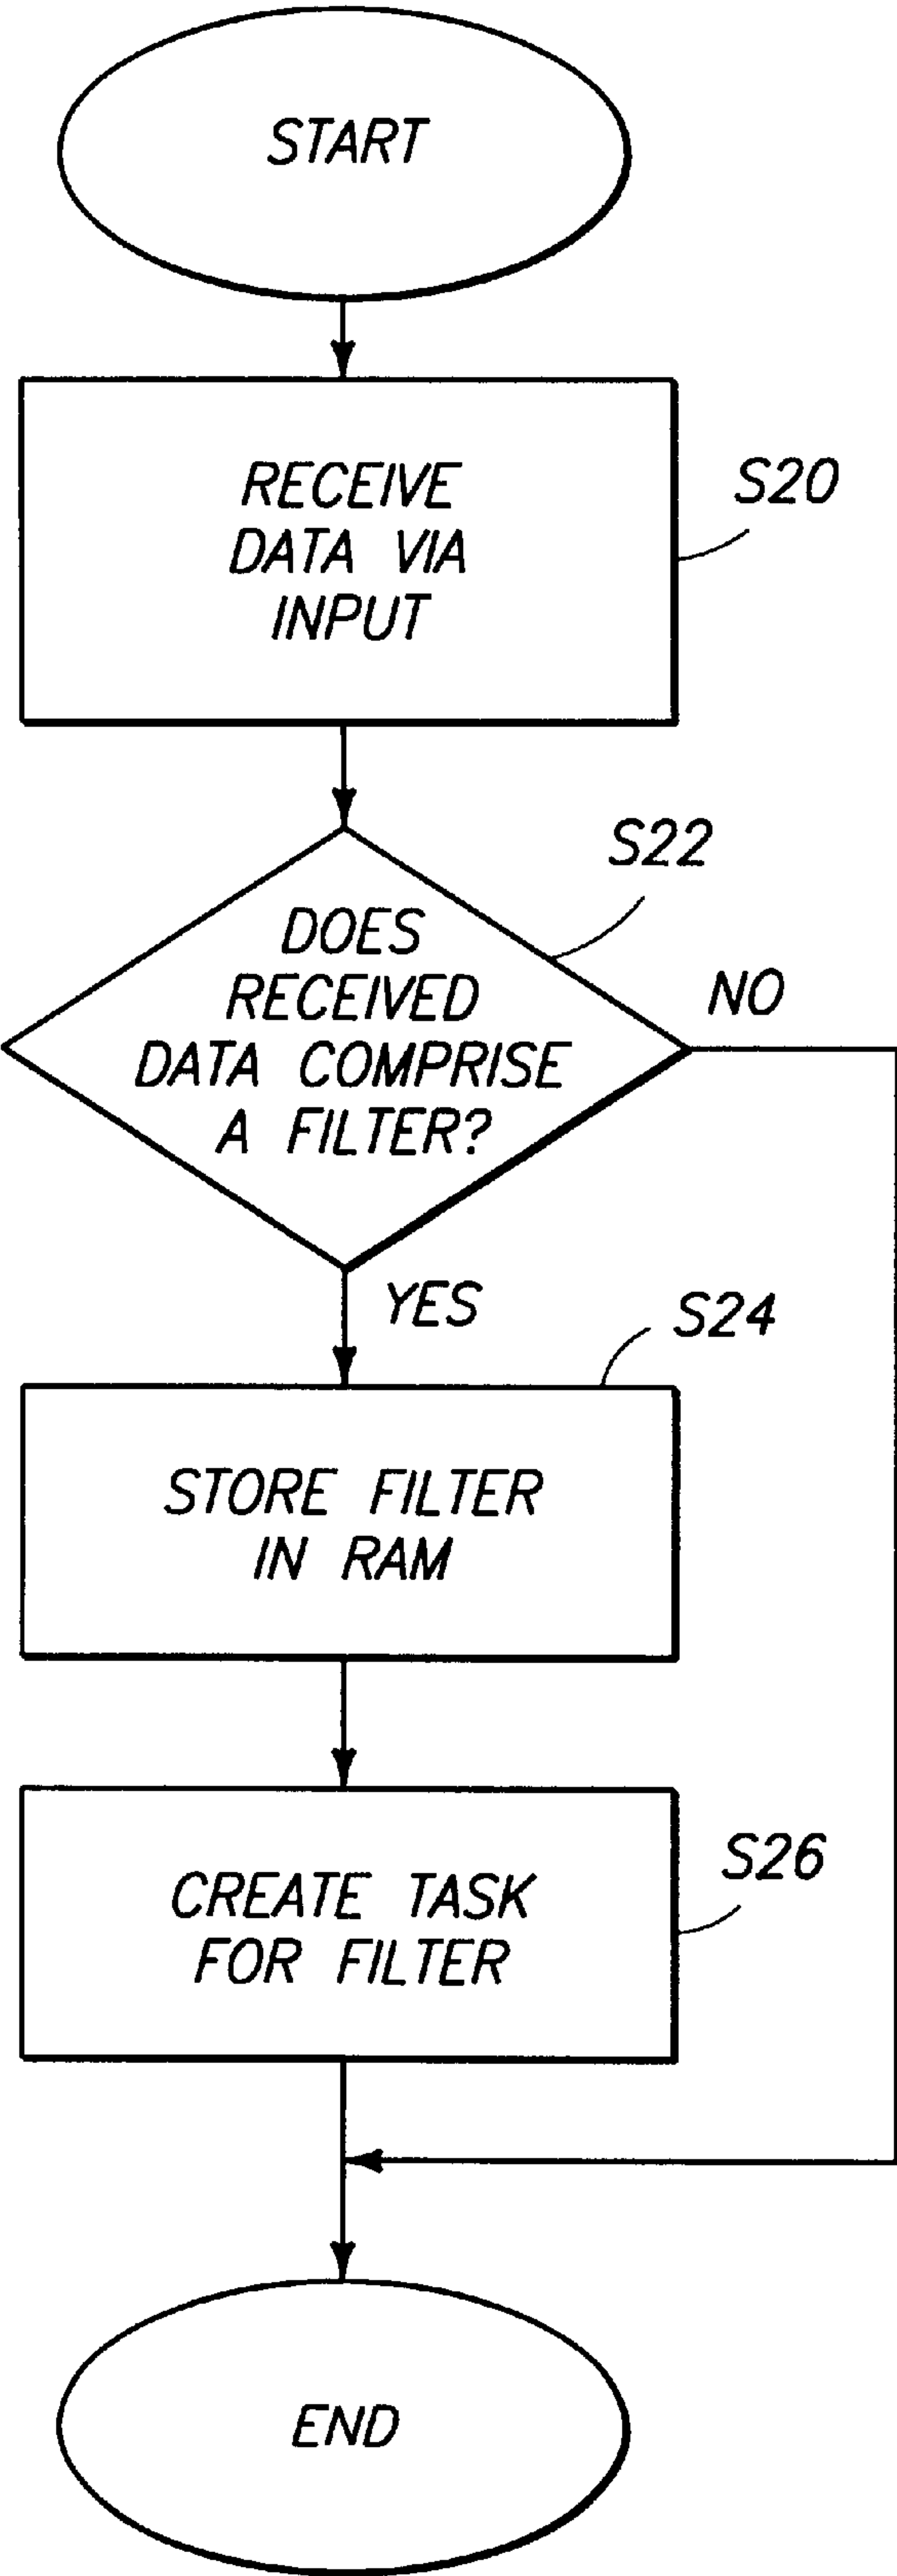 START
RECEIVE
DATA VIA
INPUT
S20
S22
DOES
RECEIVED
DATA COMPRISE
A FILTER?
NO
YES
S24
STORE FILTER
IN RAM
S26
CREATE TASK
FOR FILTER
END